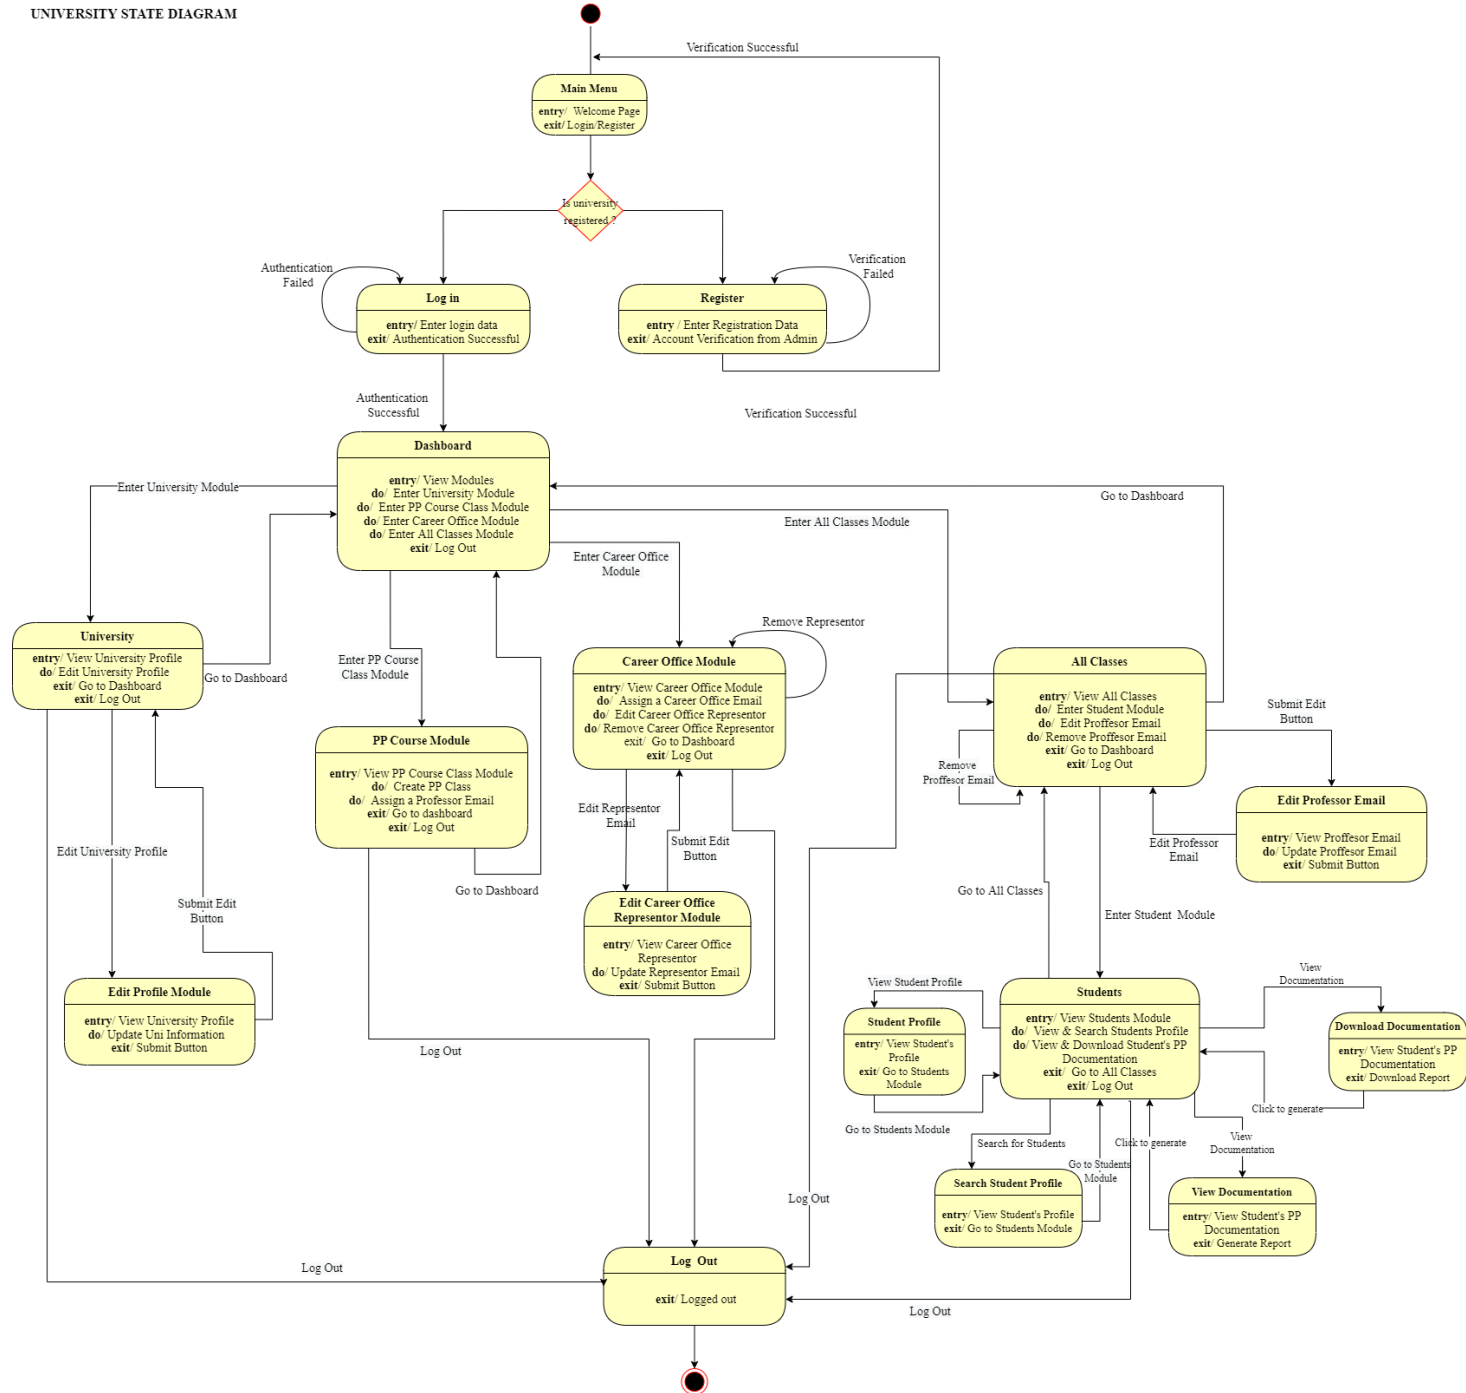 UNIVERSITY STATE DIAGRAM
Verification Successful
Main Menu
entry/ Welcome Page
exit/ Login/Register
Is university
registered ?
Authentication
Failed
Verification
Failed
Log in
entry/ Enter login data
exit/ Authentication Successful
Register
entry / Enter Registration Data
exit/ Account Verification from Admin
Authentication
Successful
Verification Successful
Dashboard
entry/ View Modules
do/ Enter University Module
do/ Enter PP Course Class Module
do/ Enter Career Office Module
do/ Enter All Classes Module
exit/ Log Out
Enter University Module
Go to Dashboard
Enter All Classes Module
Enter Career Office
Module
Remove Representor
University
entry/ View University Profile
do/ Edit University Profile
exit/ Go to Dashboard
exit/ Log Out
Go to Dashboard
Enter PP Course
Class Module
Career Office Module
entry/ View Career Office Module
do/ Assign a Career Office Email
do/ Edit Career Office Representor
do/ Remove Career Office Representor
exit/ Go to Dashboard
exit/ Log Out
All Classes
entry/ View All Classes
do/ Enter Student Module
do/ Edit Proffesor Email
do/ Remove Proffesor Email
exit/ Go to Dashboard
exit/ Log Out
Submit Edit
Button
PP Course Module
entry/ View PP Course Class Module
do/ Create PP Class
do/ Assign a Professor Email
exit/ Go to dashboard
exit/ Log Out
Remove
Proffesor Email
Edit Professor Email
entry/ View Proffesor Email
do/ Update Proffesor Email
exit/ Submit Button
Edit Representor
Email
Submit Edit
Button
Edit Professor
Email
Edit University Profile
Go to Dashboard
Go to All Classes
Submit Edit
Button
Edit Career Office
Representor Module
entry/ View Career Office
Representor
do/ Update Representor Email
exit/ Submit Button
Enter Student Module
Edit Profile Module
entry/ View University Profile
do/ Update Uni Information
exit/ Submit Button
View Student Profile
View
Documentation
Students
entry/ View Students Module
do/ View & Search Students Profile
do/ View & Download Student's PP
Documentation
exit/ Go to All Classes
exit/ Log Out
Student Profile
entry/ View Student's
Profile
exit/ Go to Students
Module
Download Documentation
entry/ View Student's PP
Documentation
exit/ Download Report
Log Out
Click to generate
Go to Students Module
Search for Students
Click to generate
View
Documentation
Go to Students
Module
Search Student Profile
entry/ View Student's Profile
exit/ Go to Students Module
View Documentation
entry/ View Student's PP
Documentation
exit/ Generate Report
Log Out
Log Out
Log Out
exit/ Logged out
Log Out